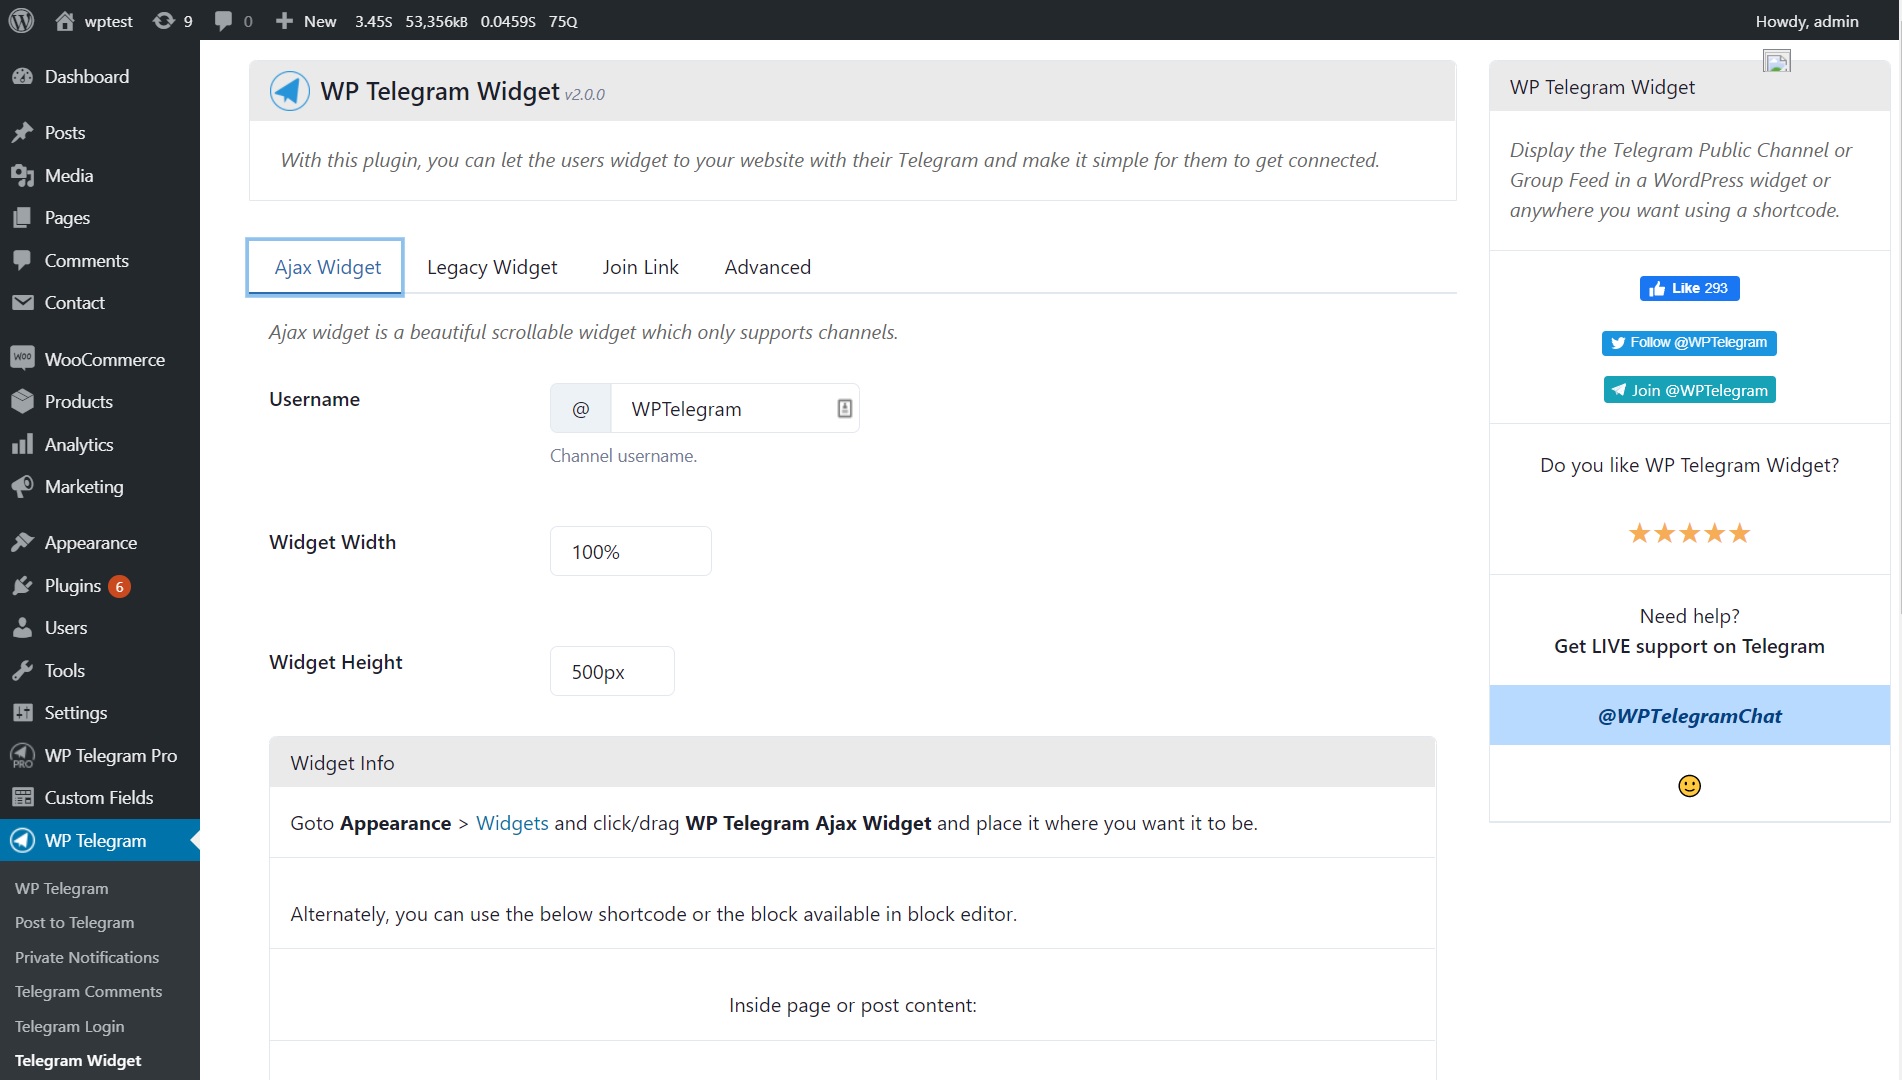 wptest 9 0 New 3.45S 53,356kB 0.0459S 75Q Howdy, admin
Dashboard
Posts
Media
Pages
Comments
Contact
WooCommerce
Products
Analytics
Marketing
Appearance
Plugins 6
Users
Tools
Settings
WP Telegram Pro
Custom Fields
WP Telegram
WP Telegram
Post to Telegram
Private Notifications
Telegram Comments
Telegram Login
Telegram Widget
WP Telegram Widget v2.0.0
With this plugin, you can let the users widget to your website with their Telegram and make it simple for them to get connected.
Ajax Widget Legacy Widget Join Link Advanced
Ajax widget is a beautiful scrollable widget which only supports channels.
Username @ WPTelegram
Channel username.
Widget Width 100%
Widget Height 500px
Widget Info
Goto Appearance > Widgets and click/drag WP Telegram Ajax Widget and place it where you want it to be.
Alternately, you can use the below shortcode or the block available in block editor.
Inside page or post content:
WP Telegram Widget
Display the Telegram Public Channel or
Group Feed in a WordPress widget or
anywhere you want using a shortcode.
Like 293
Follow @WPTelegram
Join @WPTelegram
Do you like WP Telegram Widget?
Need help?
Get LIVE support on Telegram
@WPTelegramChat